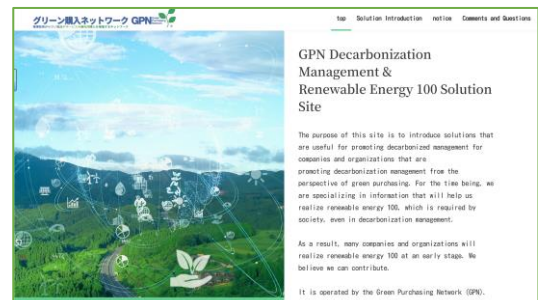 グリーン購入ネットワーク GPN
top Solution Introduction notice Comments and Questions
GPN Decarbonization
Management &
Renewable Energy 100 Solution
Site
The purpose of this site is to introduce solutions that
are useful for promoting decarbonized management for
companies and organizations that are
promoting decarbonization management from the
perspective of green purchasing. For the time being, we
are specializing in information that will help us
realize renewable energy 100, which is required by
society, even in decarbonization management.
As a result, many companies and organizations will
realize renewable energy 100 at an early stage. We
believe we can contribute.
It is operated by the Green Purchasing Network (GPN).